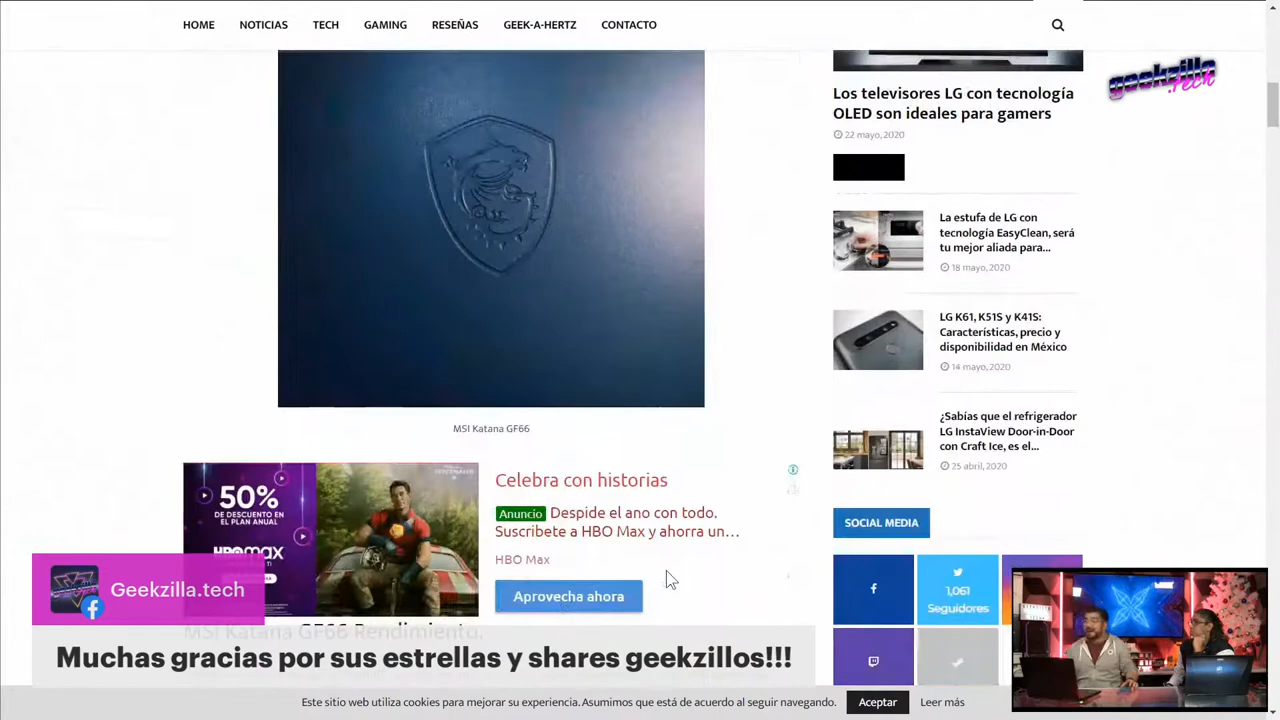 HOME NOTICIAS TECH GAMING RESEÑAS GEEK-A-HERTZ CONTACTO
geekzilla
.tech
Los televisores LG con tecnología
OLED son ideales para gamers
22 mayo, 2020
La estufa de LG con
tecnología EasyClean, será
tu mejor aliada para...
18 mayo, 2020
LG K61, K51S y K41S:
Características, precio y
disponibilidad en México
14 mayo, 2020
¿Sabías que el refrigerador
LG InstaView Door-in-Door
con Craft Ice, es el...
25 abril, 2020
SOCIAL MEDIA
1,061
Seguidores
MSI Katana GF66
50%
DE DESCUENTO EN
EL PLAN ANUAL
HBOMAX
Celebra con historias
Anuncio Despide el ano con todo.
Suscribete a HBO Max y ahorra un...
HBO Max
Aprovecha ahora
MSI Katana GF66 Rendimiento.
Geekzilla.tech
Muchas gracias por sus estrellas y shares geekzillos!!!
Este sitio web utiliza cookies para mejorar su experiencia. Asumimos que está de acuerdo al seguir navegando. Aceptar Leer más